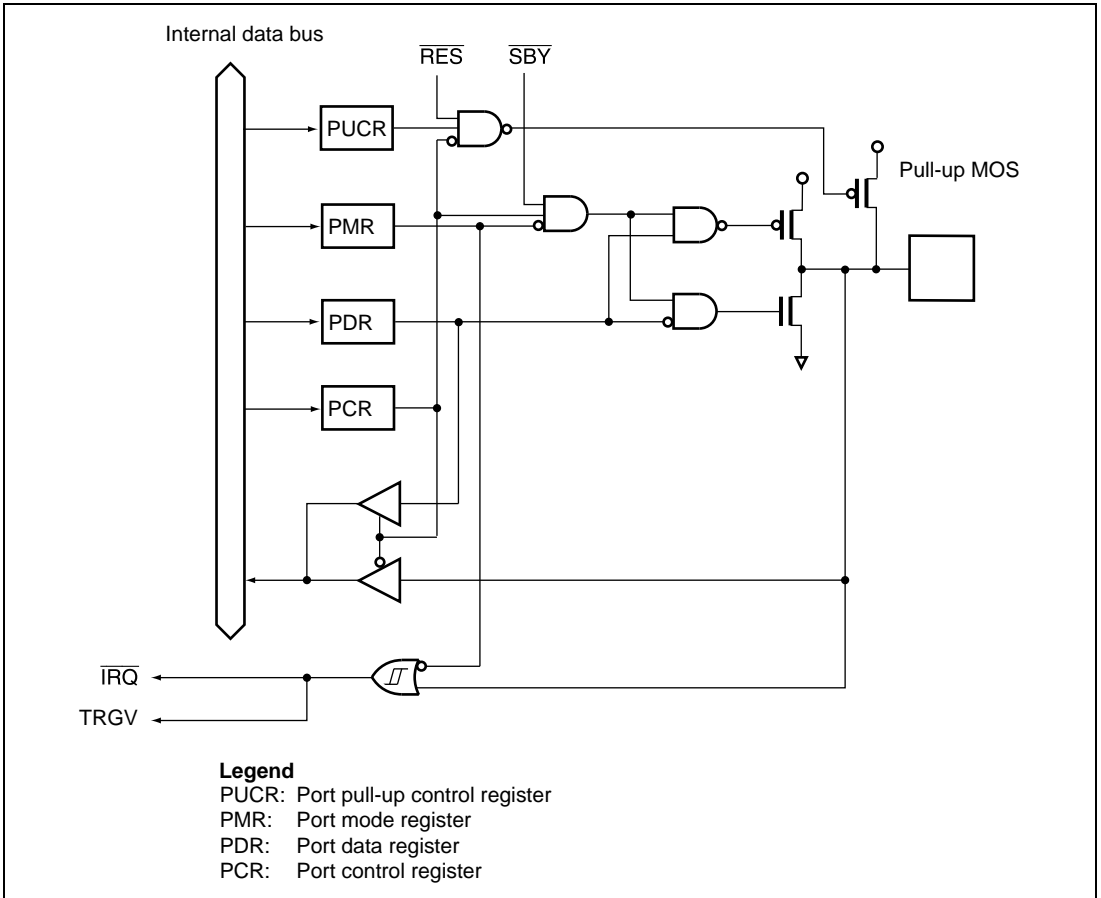 Internal data bus
RES
SBY
PUCR
Pull-up MOS
PMR
PDR
PCR
IRQ
TRGV
Legend
PUCR: Port pull-up control register
PMR: Port mode register
PDR: Port data register
PCR: Port control register